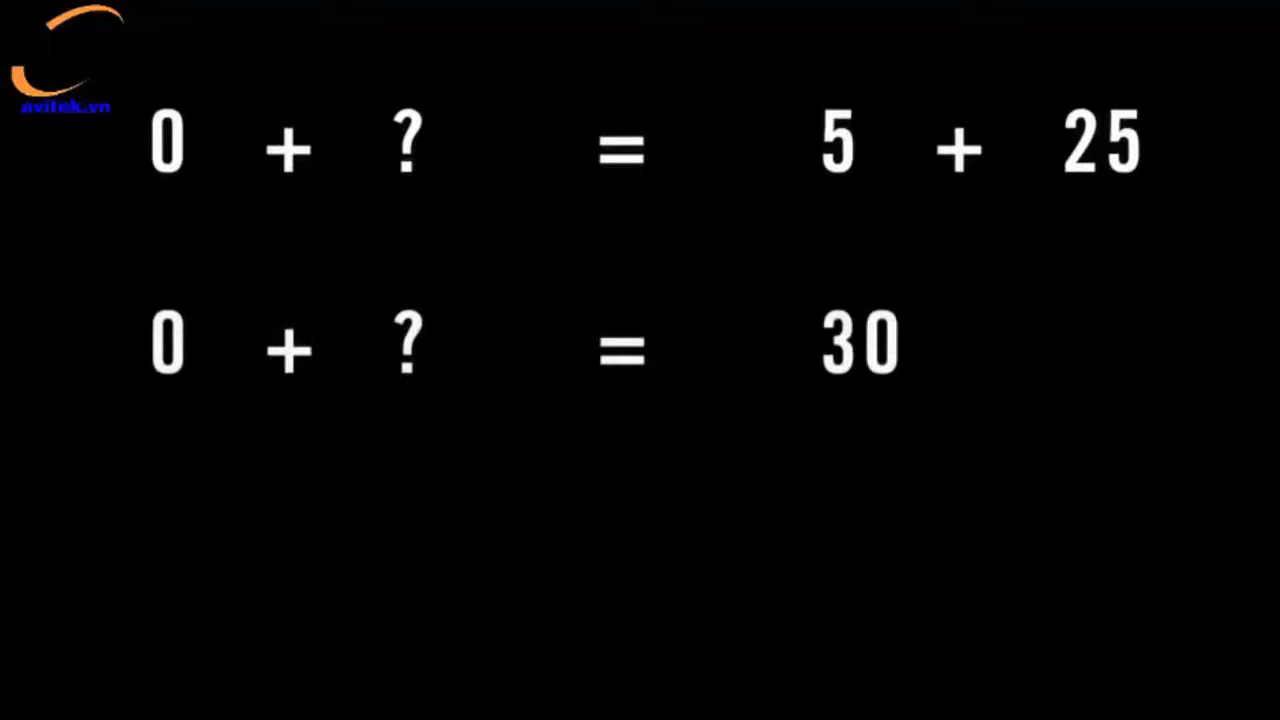 avitek.vn
0 + ? = 5 + 25
0 + ? = 30